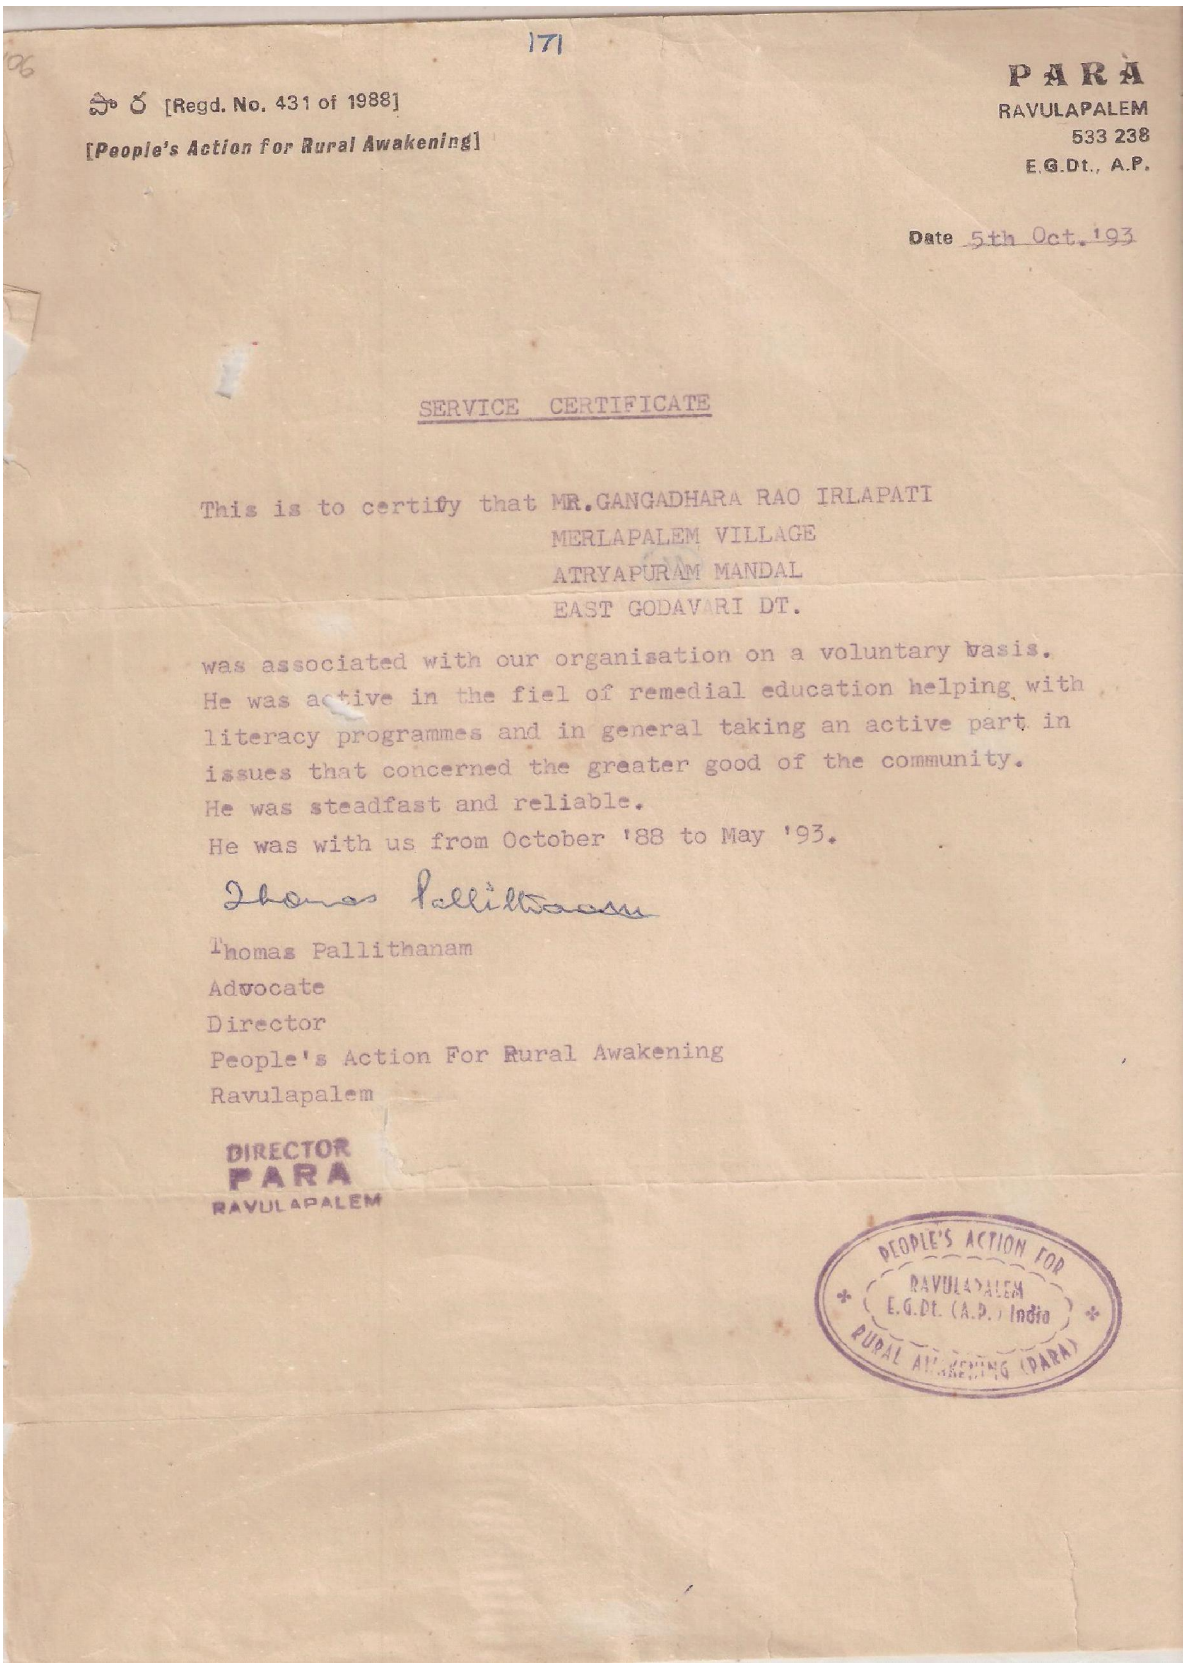 171
06
పా ర [Regd. No. 431 of 1988]
[People's Action for Rural Awakening]
PARA
RAVULAPALEM
533 238
E.G.Dt., A.P.
Date 5th Oct.'93
SERVICE CERTIFICATE
This is to certify that MR.GANGADHARA RAO IRLAPATI
MERLAPALEM VILLAGE
ATRYAPURAM MANDAL
EAST GODAVARI DT.
was associated with our organisation on a voluntary basis.
He was active in the fiel of remedial education helping with
literacy programmes and in general taking an active part in
issues that concerned the greater good of the community.
He was steadfast and reliable.
He was with us from October '88 to May '93.
Thomas Pallithanam
Thomas Pallithanam
Advocate
Director
People's Action For Rural Awakening
Ravulapalem
DIRECTOR
PARA
RAVULAPALEM
PEOPLE'S ACTION FOR
RAVULAPALEM
E.G.Dt. (A.P.) India
RURAL AWAKENING (PARA)